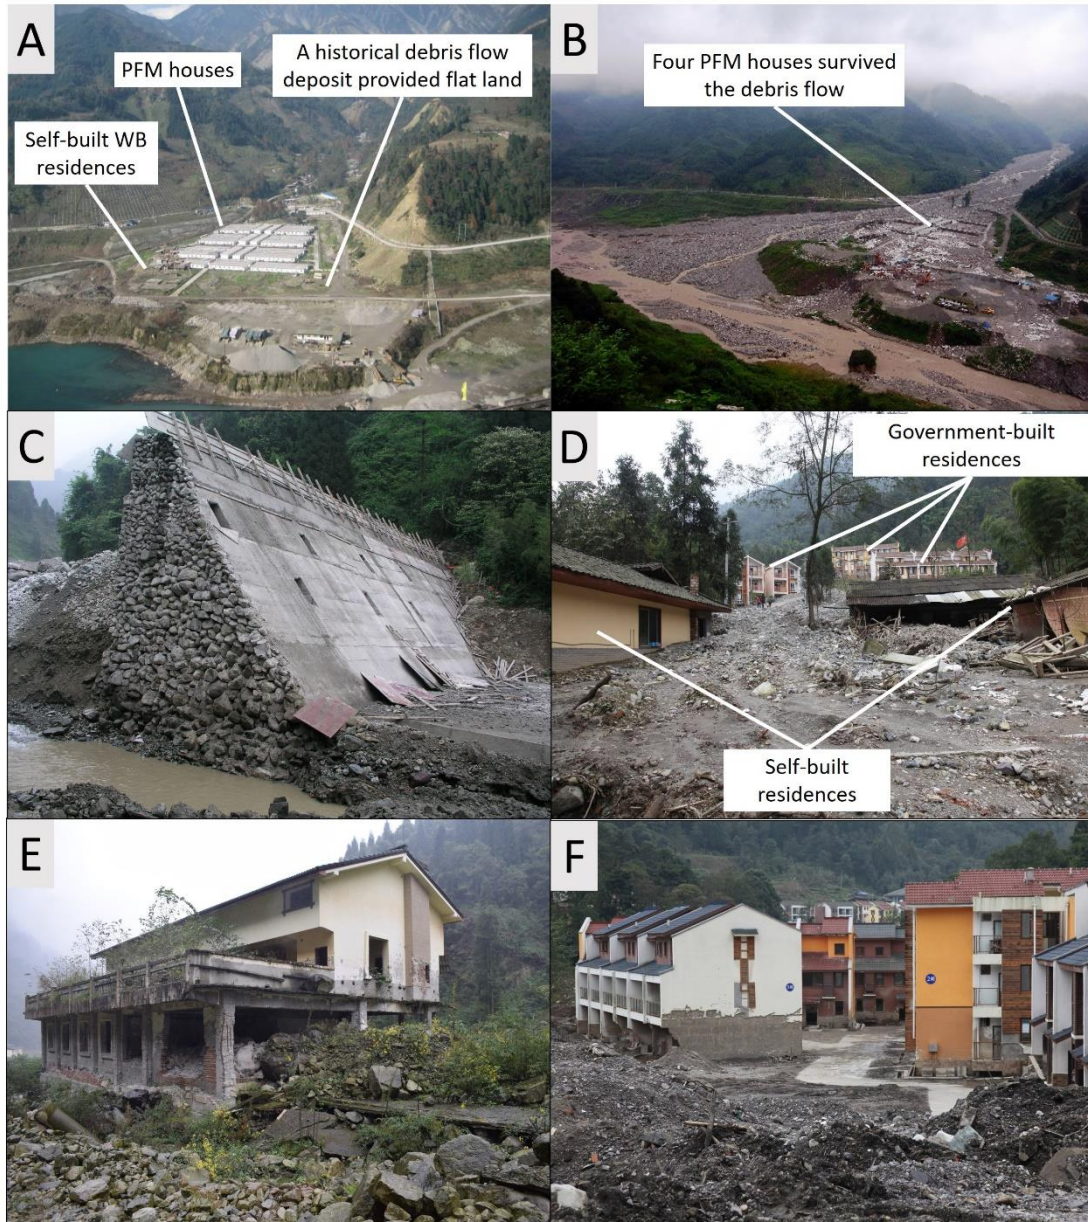 A
PFM houses
A historical debris flow
deposit provided flat land
Self-built WB
residences
B
Four PFM houses survived
the debris flow
C
D
Government-built
residences
Self-built
residences
E
F